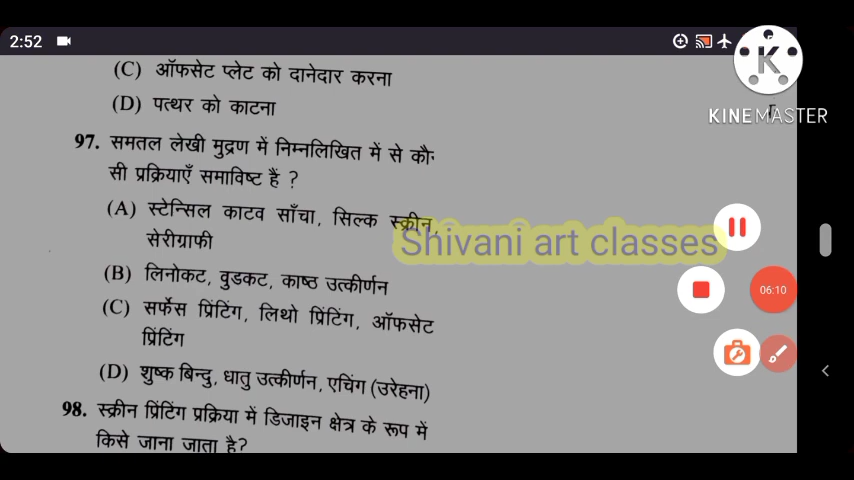 2:52
KINEMASTER
(C) ऑफसेट प्लेट को दानेदार करना
(D) पत्थर को काटना
97. समतल लेखी मुद्रण में निम्नलिखित में से
सी प्रक्रियाएँ समाविष्ट हैं ?
(A) स्टेन्सिल काटव साँचा, सिल्क स्क्रीन,
सेरीग्राफी
Shivani art classes
(B) लिनोकट, वुडकट, काष्ठ उत्कीर्णन
06:10
(C) सर्फेस प्रिंटिंग, लिथो प्रिंटिंग, ऑफसेट
प्रिंटिंग
(D) शुष्क बिन्दु, धातु उत्कीर्णन, एचिंग (उरेहना)
98. स्क्रीन प्रिंटिंग प्रक्रिया में डिजाइन क्षेत्र के रूप में
किसे जाना जाता है?